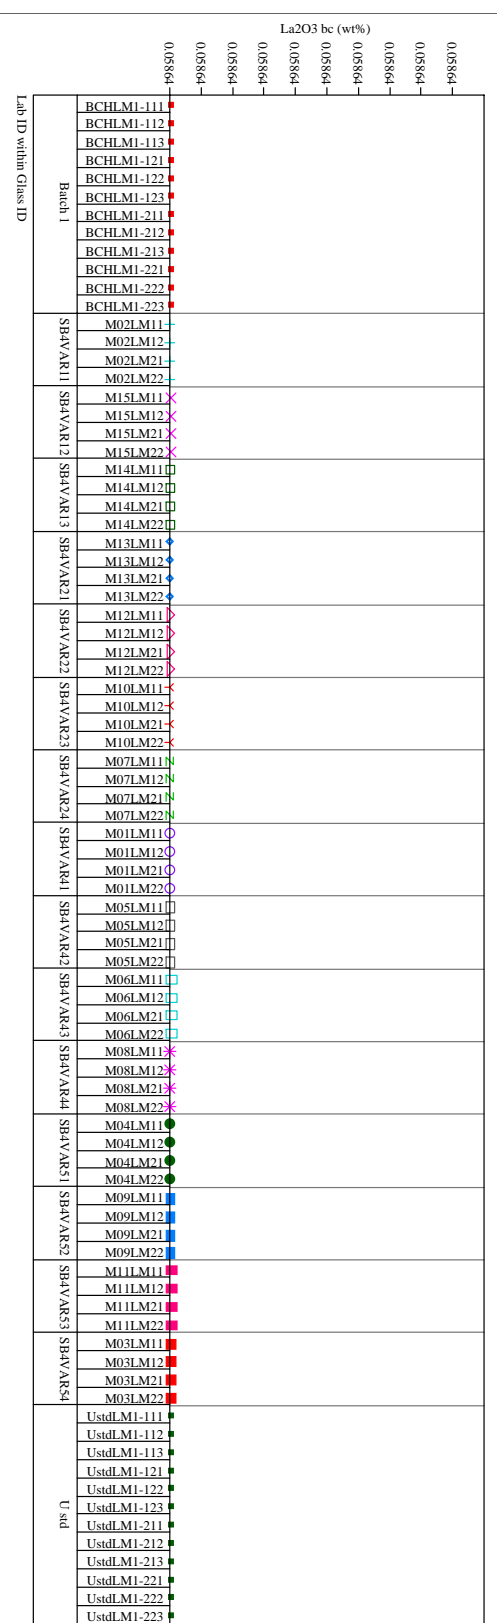 La2O3 bc (wt%)
0.05864
0.05864
0.05864
0.05864
0.05864
0.05864
0.05864
0.05864
0.05864
0.05864
BCHLM1-111
BCHLM1-112
BCHLM1-113
BCHLM1-121
BCHLM1-122
BCHLM1-123
BCHLM1-211
BCHLM1-212
BCHLM1-213
BCHLM1-221
BCHLM1-222
BCHLM1-223
Batch 1
M02LM11
M02LM12
M02LM21
M02LM22
SB4VAR11
M15LM11
M15LM12
M15LM21
M15LM22
SB4VAR12
M14LM11
M14LM12
M14LM21
M14LM22
SB4VAR13
M13LM11
M13LM12
M13LM21
M13LM22
SB4VAR21
M12LM11
M12LM12
M12LM21
M12LM22
SB4VAR22
M10LM11
M10LM12
M10LM21
M10LM22
SB4VAR23
M07LM11
M07LM12
M07LM21
M07LM22
SB4VAR24
M01LM11
M01LM12
M01LM21
M01LM22
SB4VAR41
M05LM11
M05LM12
M05LM21
M05LM22
SB4VAR42
M06LM11
M06LM12
M06LM21
M06LM22
SB4VAR43
M08LM11
M08LM12
M08LM21
M08LM22
SB4VAR44
M04LM11
M04LM12
M04LM21
M04LM22
SB4VAR51
M09LM11
M09LM12
M09LM21
M09LM22
SB4VAR52
M11LM11
M11LM12
M11LM21
M11LM22
SB4VAR53
M03LM11
M03LM12
M03LM21
M03LM22
SB4VAR54
UstdLM1-111
UstdLM1-112
UstdLM1-113
UstdLM1-121
UstdLM1-122
UstdLM1-123
UstdLM1-211
UstdLM1-212
UstdLM1-213
UstdLM1-221
UstdLM1-222
UstdLM1-223
U std
Lab ID within Glass ID